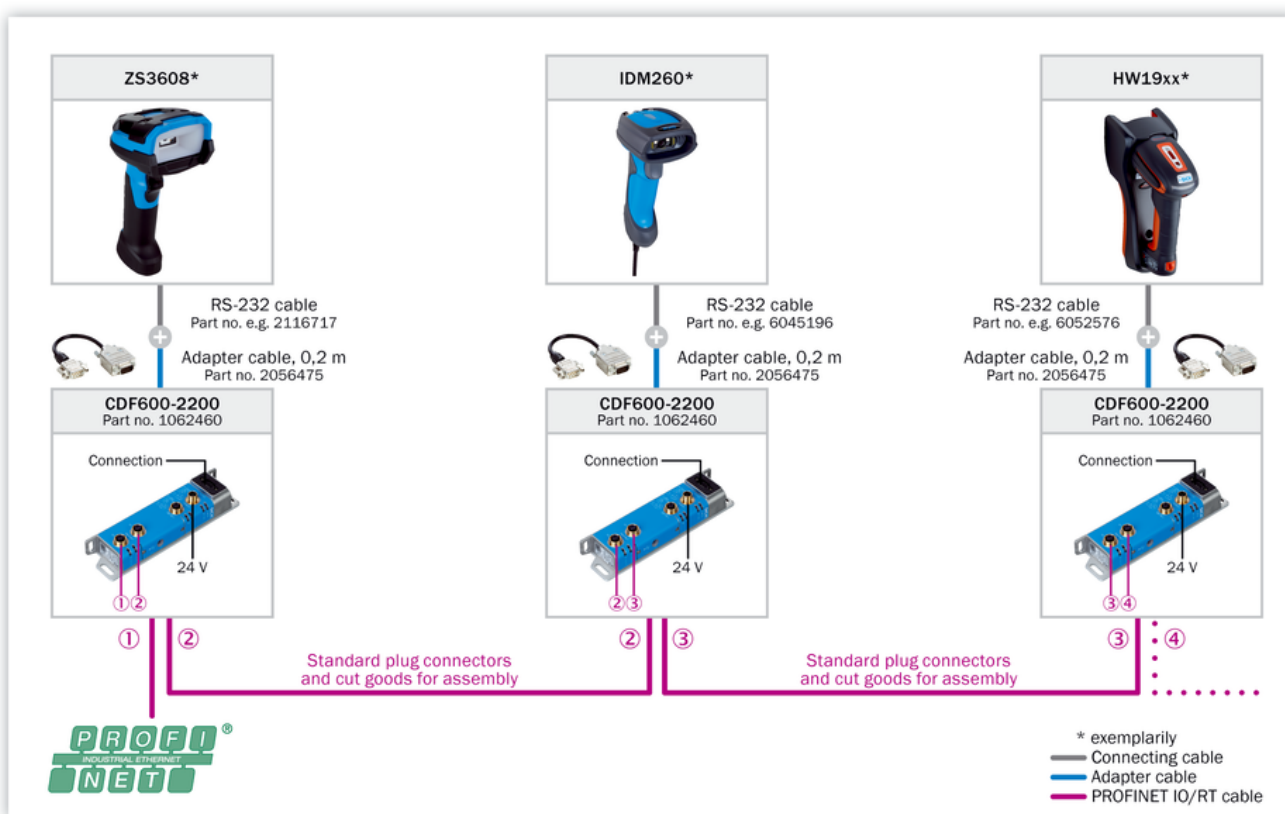 ZS3608*
IDM260*
HW19xx*
RS-232 cable
Part no. e.g. 2116717
Adapter cable, 0,2 m
Part no. 2056475
RS-232 cable
Part no. e.g. 6045196
Adapter cable, 0,2 m
Part no. 2056475
RS-232 cable
Part no. e.g. 6052576
Adapter cable, 0,2 m
Part no. 2056475
CDF600-2200
Part no. 1062460
Connection
24 V
①②
CDF600-2200
Part no. 1062460
Connection
24 V
②③
CDF600-2200
Part no. 1062460
Connection
24 V
③④
① ②
② ③
③ ④
Standard plug connectors
and cut goods for assembly
Standard plug connectors
and cut goods for assembly
PROFI®
INDUSTRIAL ETHERNET
NET
* exemplarily
Connecting cable
Adapter cable
PROFINET IO/RT cable